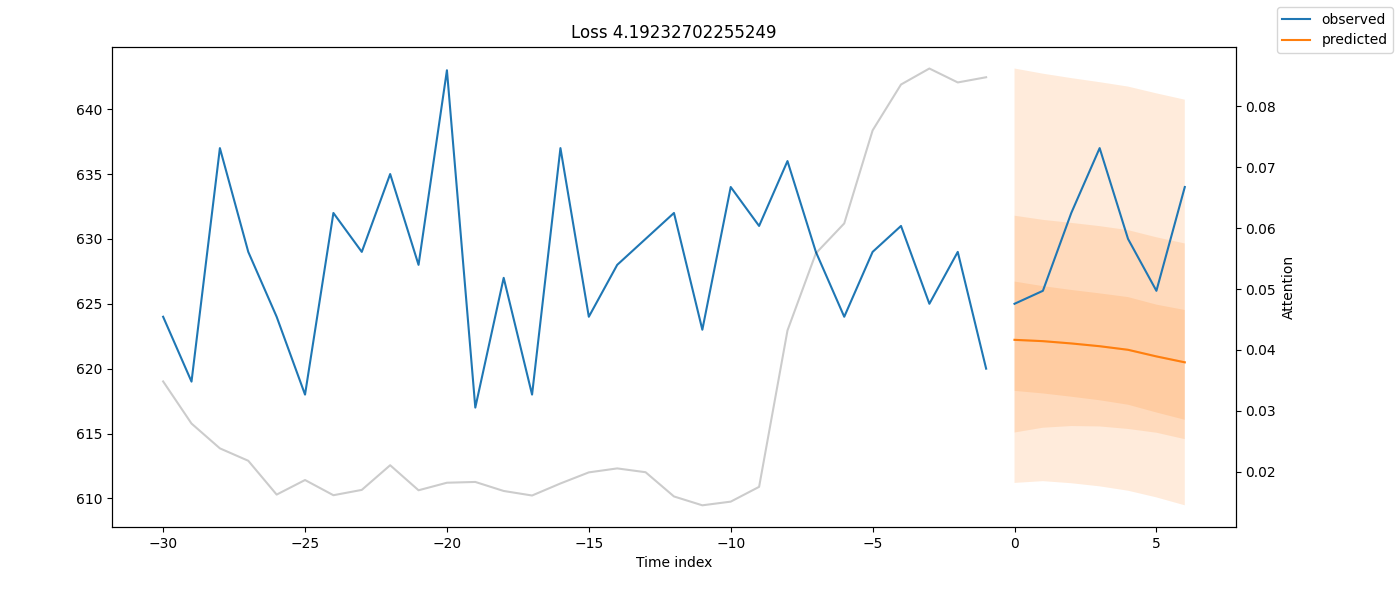 Loss 4.19232702255249
observed
predicted
640
635
630
625
620
615
610
0.08
0.07
0.06
0.05
0.04
0.03
0.02
Attention
−30 −25 −20 −15 −10 −5 0 5
Time index